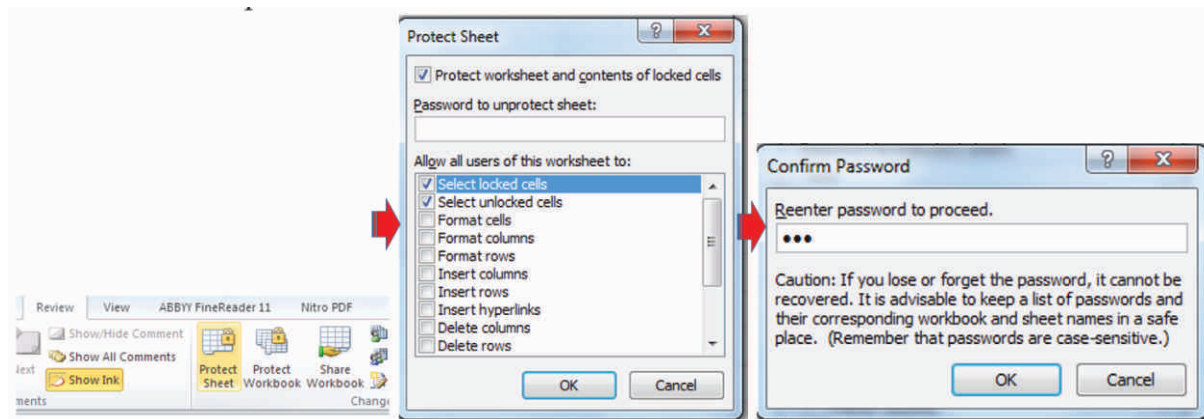 Review View ABBYY FineReader 11 Nitro PDF
Show/Hide Comment
Show All Comments
Show Ink
Protect Sheet
Protect Workbook
Share Workbook
Protect Sheet
Protect worksheet and contents of locked cells
Password to unprotect sheet:
Allow all users of this worksheet to:
Select locked cells
Select unlocked cells
Format cells
Format columns
Format rows
Insert columns
Insert rows
Insert hyperlinks
Delete columns
Delete rows
OK Cancel
Confirm Password
Reenter password to proceed.
Caution: If you lose or forget the password, it cannot be
recovered. It is advisable to keep a list of passwords and
their corresponding workbook and sheet names in a safe
place. (Remember that passwords are case-sensitive.)
OK Cancel